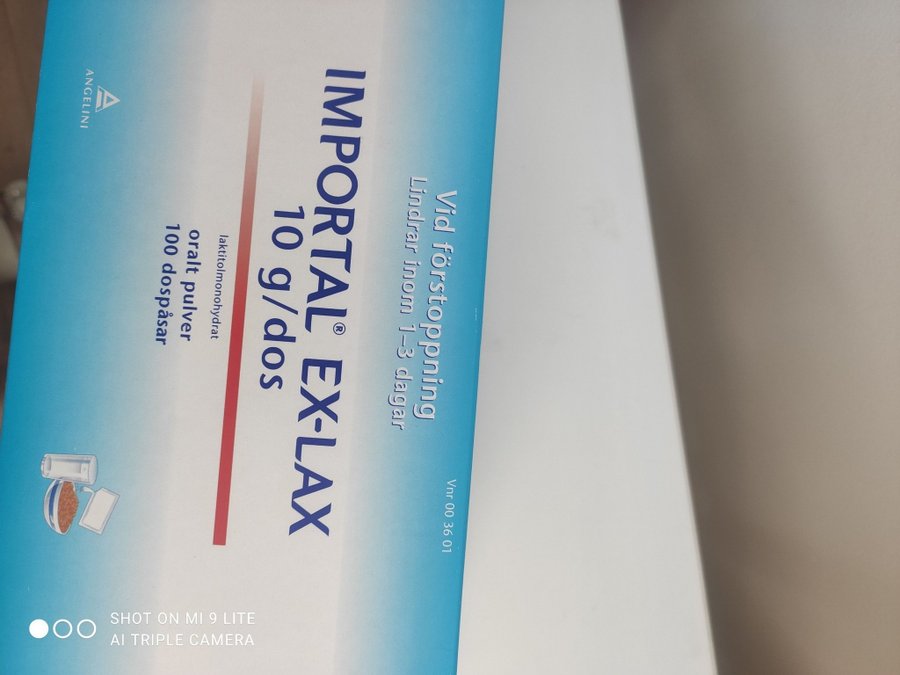 Vid förstoppning
Lindrar inom 1–3 dagar
Vnr 00 36 01
IMPORTAL® EX-LAX
10 g/dos
laktitolmonohydrat
oralt pulver
100 dospåsar
ANGELINI
SHOT ON MI 9 LITE
AI TRIPLE CAMERA